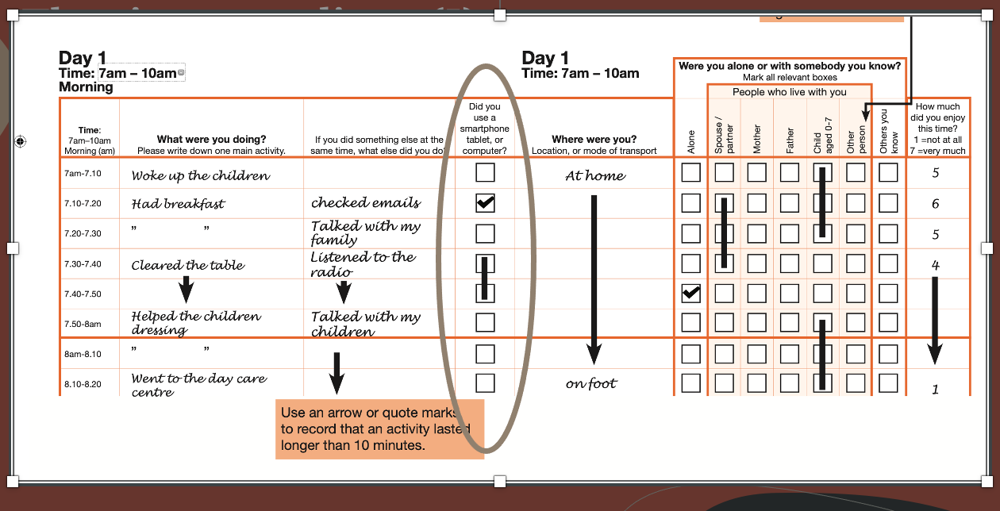 Day 1
Time: 7am – 10am
Morning
Day 1
Time: 7am – 10am
Were you alone or with somebody you know?
Mark all relevant boxes
People who live with you
Time:
7am–10am
Morning (am)
What were you doing?
Please write down one main activity.
If you did something else at the
same time, what else did you do
Did you
use a
smartphone
tablet, or
computer?
Where were you?
Location, or mode of transport
Alone
Spouse /
partner
Mother
Father
Child
aged 0-7
Other
person
Others you
know
How much
did you enjoy
this time?
1 =not at all
7 =very much
7am-7.10
Woke up the children
At home
5
7.10-7.20
Had breakfast
checked emails
6
7.20-7.30
” ”
Talked with my
family
5
7.30-7.40
Cleared the table
Listened to the
radio
4
7.40-7.50
7.50-8am
Helped the children
dressing
Talked with my
children
8am-8.10
” ”
8.10-8.20
Went to the day care
centre
on foot
1
Use an arrow or quote marks
to record that an activity lasted
longer than 10 minutes.